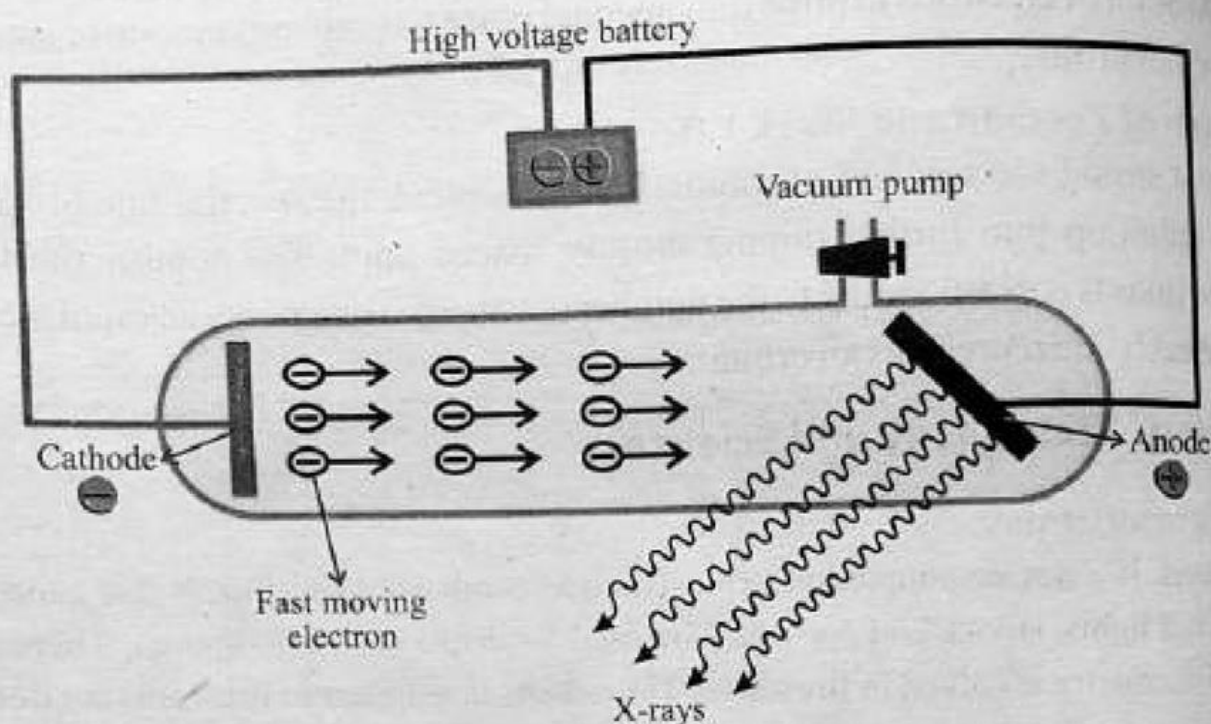 High voltage battery
Vacuum pump
Cathode
Anode
Fast moving
electron
X-rays